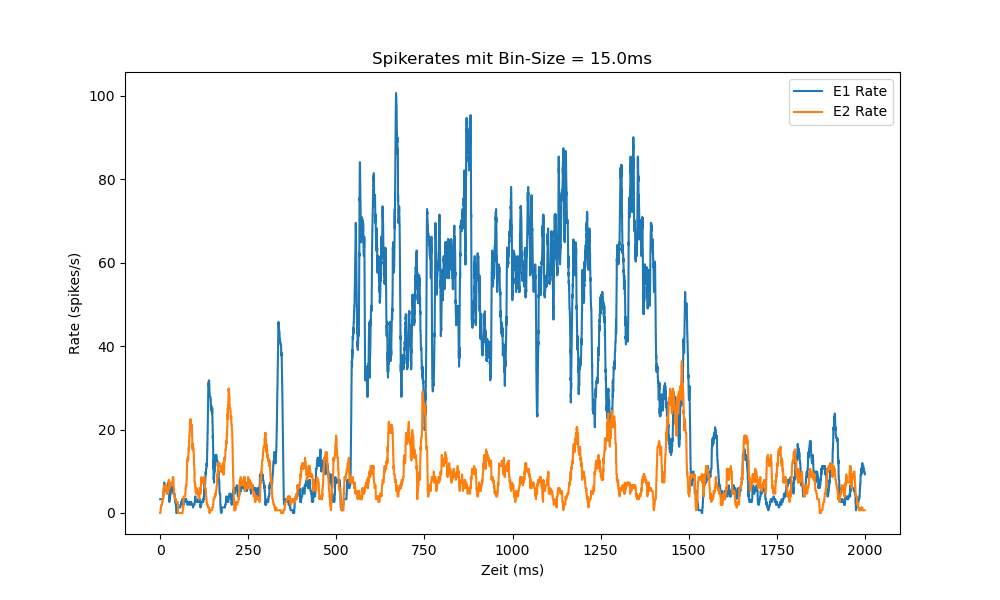 Spikerates mit Bin-Size = 15.0ms
E1 Rate
E2 Rate
100
80
60
40
20
0
Rate (spikes/s)
0 250 500 750 1000 1250 1500 1750 2000
Zeit (ms)